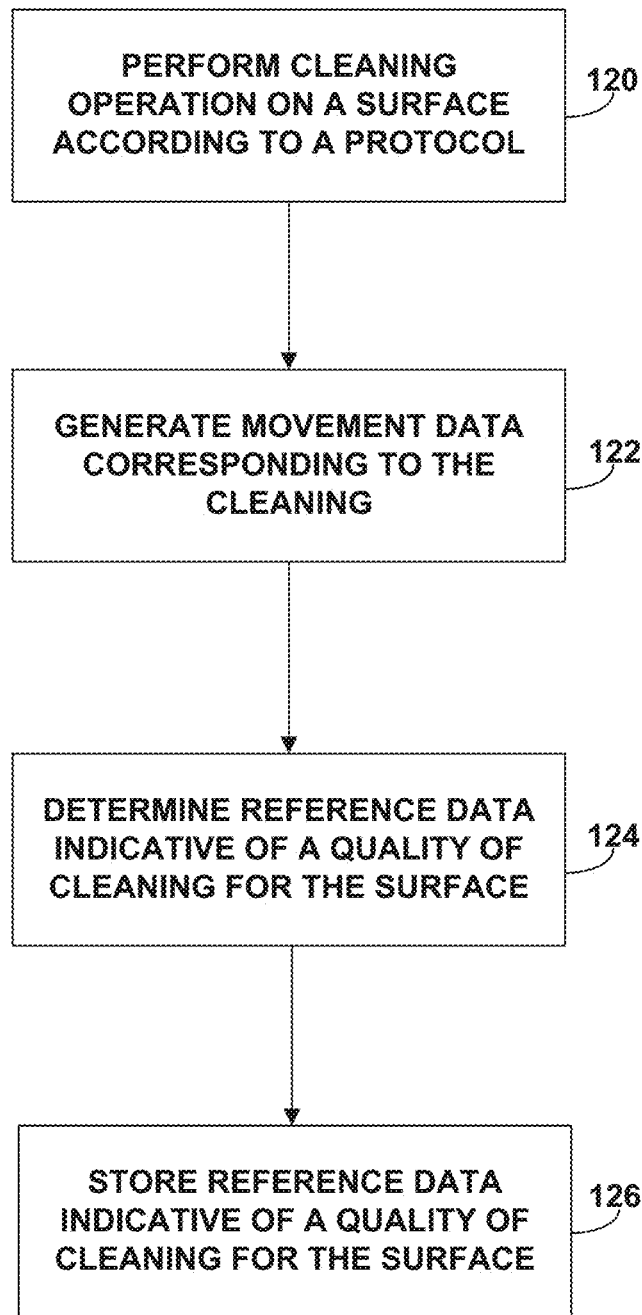 PERFORM CLEANING
OPERATION ON A SURFACE
ACCORDING TO A PROTOCOL
120
GENERATE MOVEMENT DATA
CORRESPONDING TO THE
CLEANING
122
DETERMINE REFERENCE DATA
INDICATIVE OF A QUALITY OF
CLEANING FOR THE SURFACE
124
STORE REFERENCE DATA
INDICATIVE OF A QUALITY OF
CLEANING FOR THE SURFACE
126